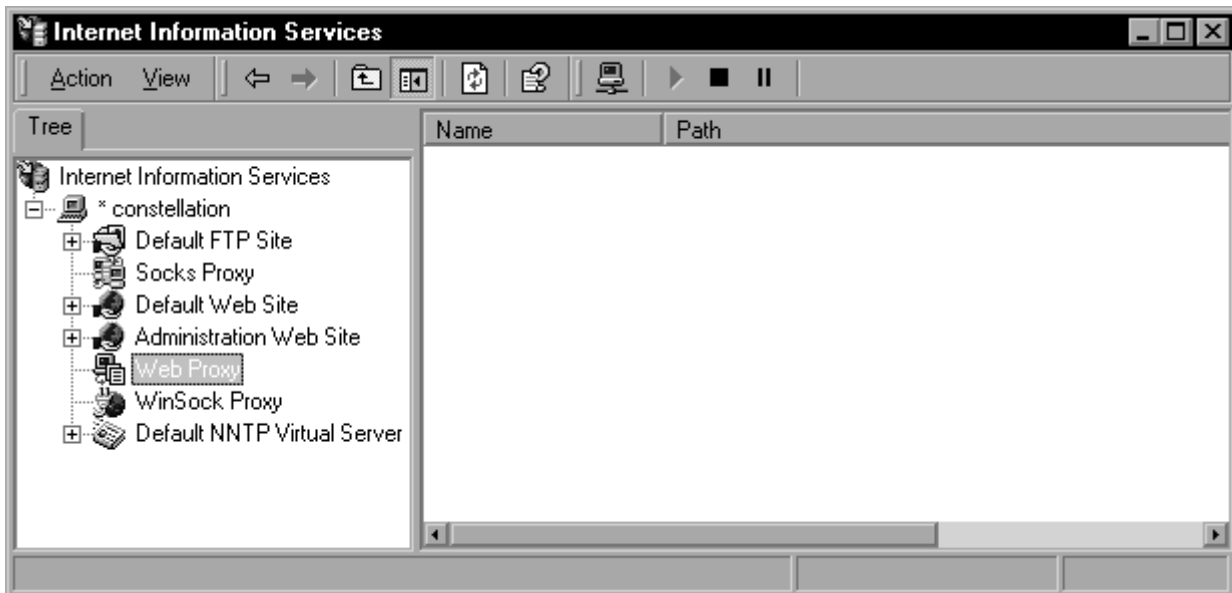 Internet Information Services
Action View
Tree
Name Path
Internet Information Services
* constellation
Default FTP Site
Socks Proxy
Default Web Site
Administration Web Site
Web Proxy
WinSock Proxy
Default NNTP Virtual Server